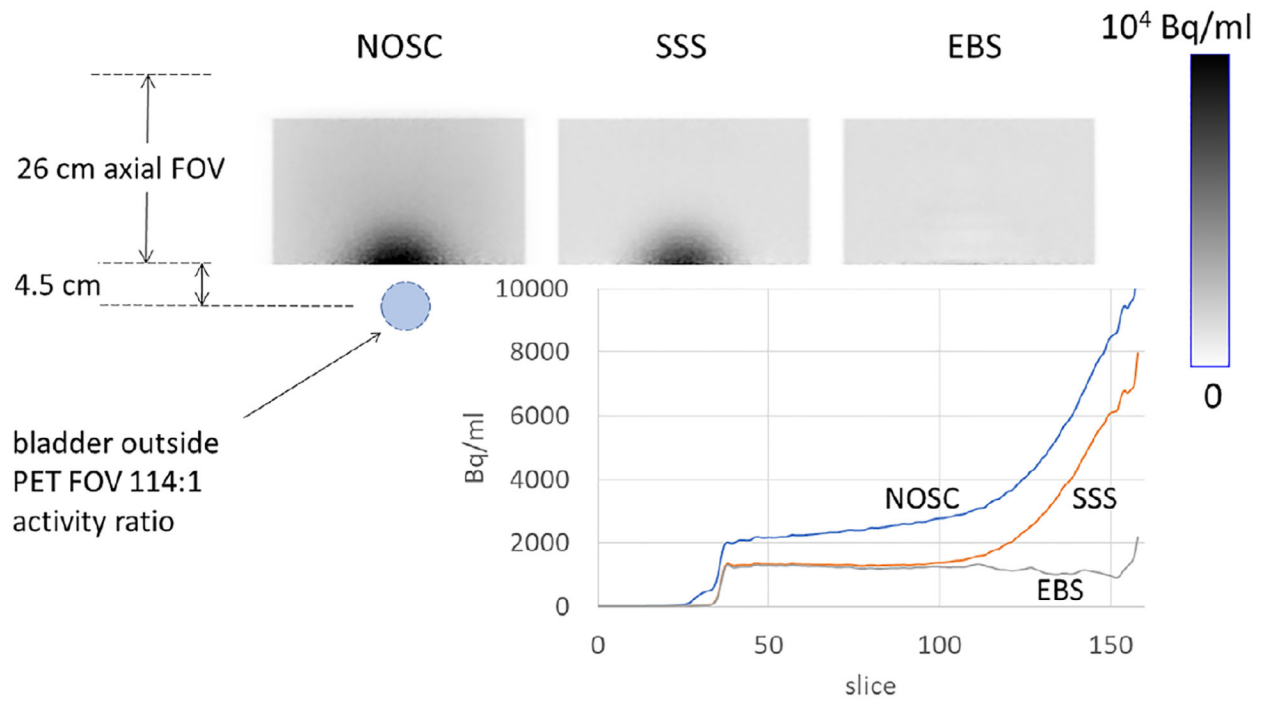 NOSC
SSS
EBS
10⁴ Bq/ml
26 cm axial FOV
4.5 cm
0
bladder outside
PET FOV 114:1
activity ratio
10000
8000
6000
4000
2000
0
Bq/ml
NOSC
SSS
EBS
0
50
100
150
slice